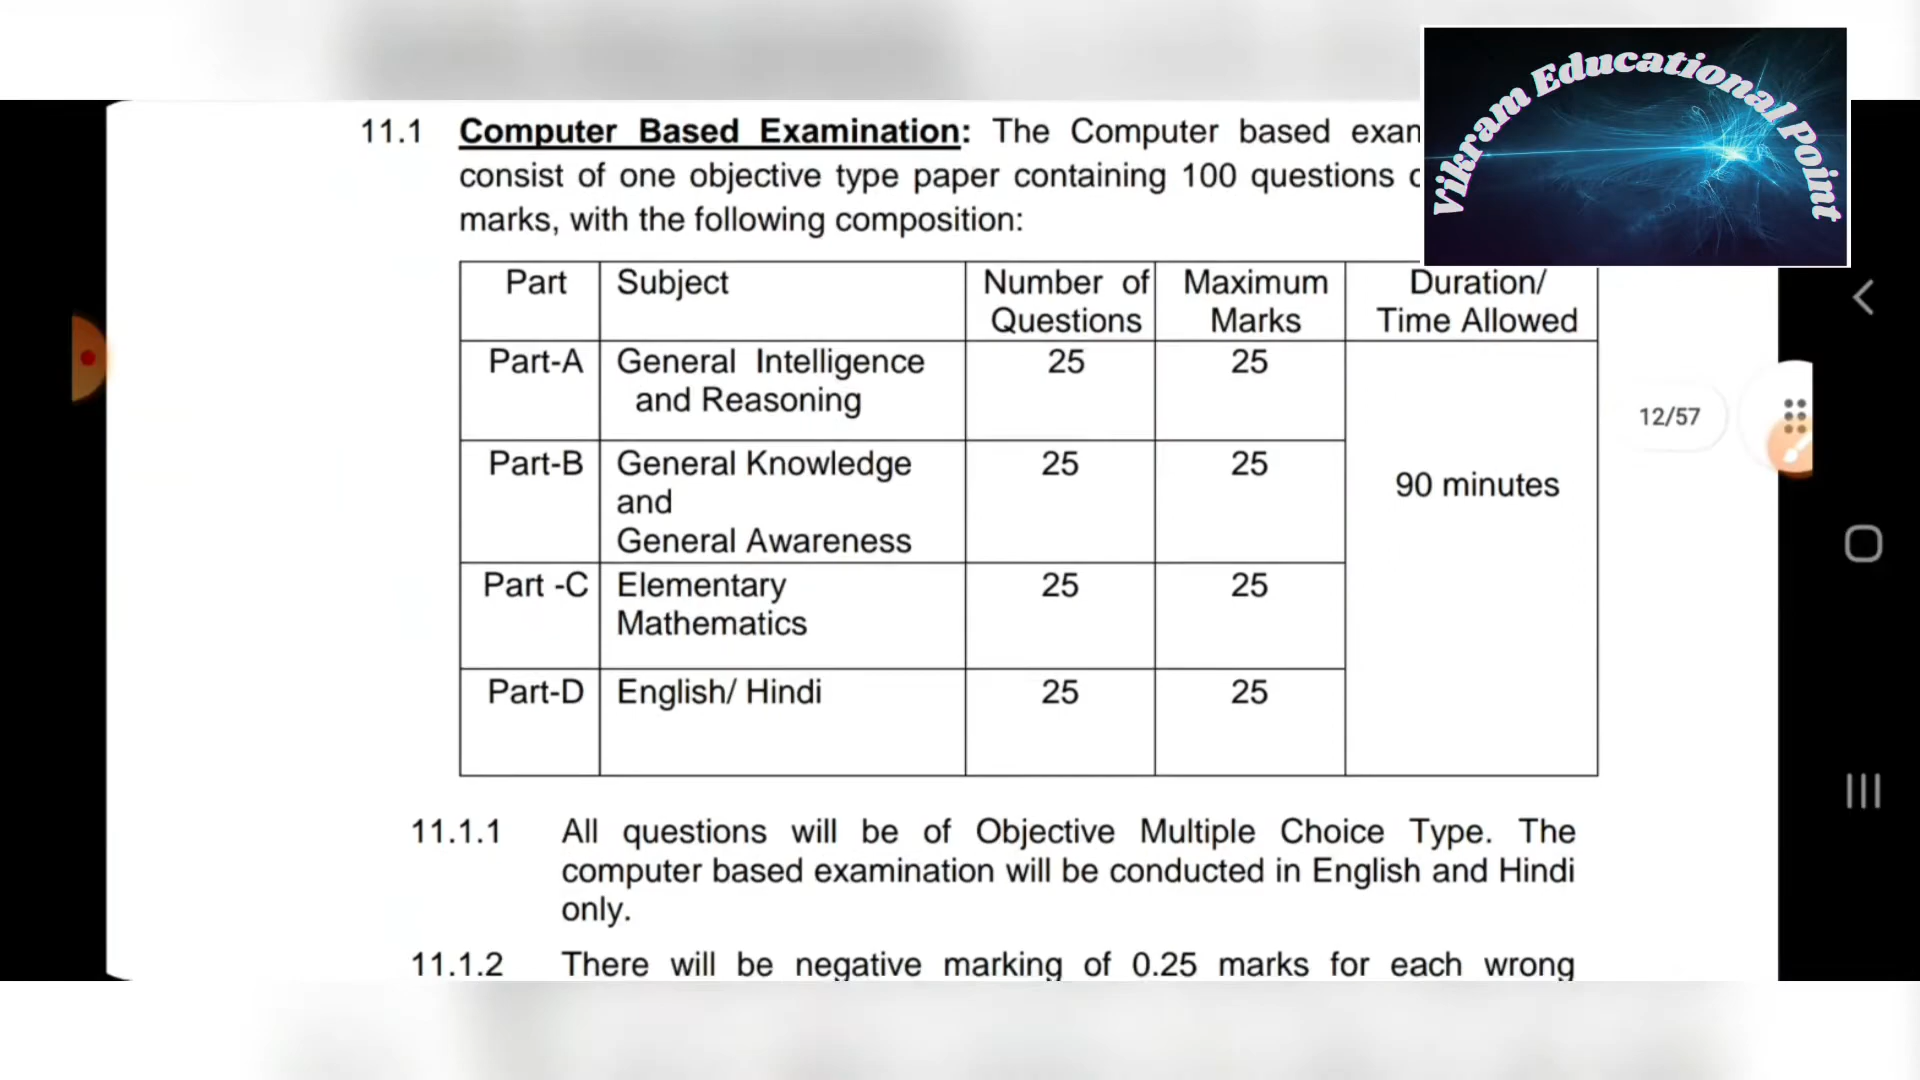 Vikram Educational Point
11.1 Computer Based Examination: The Computer based exam
consist of one objective type paper containing 100 questions
marks, with the following composition:
Part Subject Number of Questions Maximum Marks Duration/ Time Allowed
Part-A General Intelligence and Reasoning 25 25 90 minutes
Part-B General Knowledge and General Awareness 25 25
Part -C Elementary Mathematics 25 25
Part-D English/ Hindi 25 25
12/57
11.1.1 All questions will be of Objective Multiple Choice Type. The
computer based examination will be conducted in English and Hindi
only.
11.1.2 There will be negative marking of 0.25 marks for each wrong